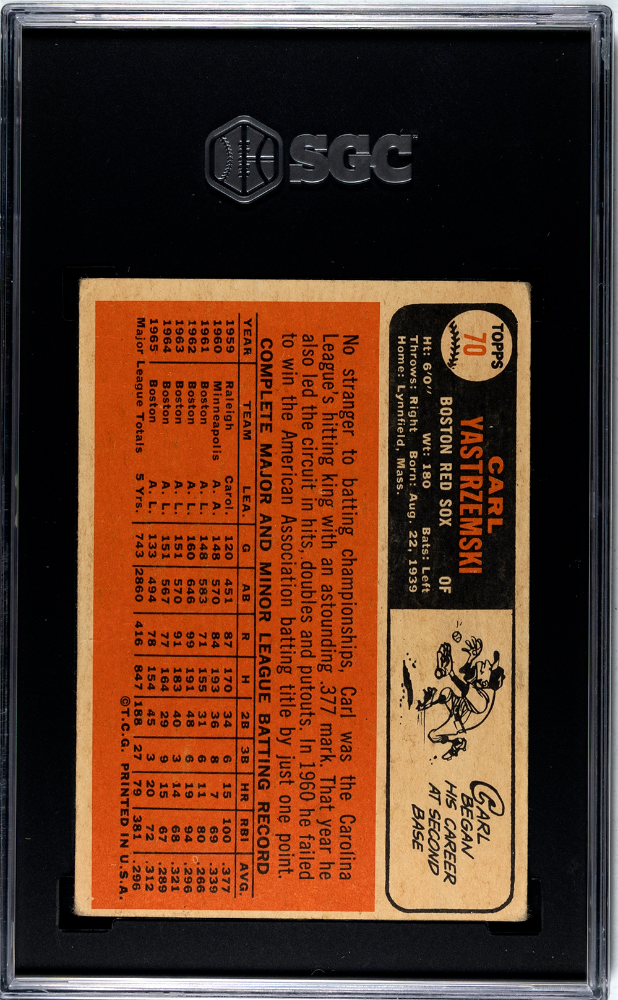 SGC
TOPPS
70
CARL
YASTRZEMSKI
BOSTON RED SOX OF
Ht: 6'0" Wt: 180 Bats: Left
Throws: Right Born: Aug. 22, 1939
Home: Lynnfield, Mass.
CARL
BEGAN
HIS CAREER
AT SECOND
BASE
No stranger to batting championships, Carl was the Carolina
League's hitting king with an astounding .377 mark. That year he
also led the circuit in hits, doubles and putouts. In 1960 he failed
to win the American Association batting title by just one point.
COMPLETE MAJOR AND MINOR LEAGUE BATTING RECORD
YEAR TEAM LEA. G AB R H 2B 3B HR RBI AVG.
1959 Raleigh Carol. 120 451 87 170 34 6 15 100 .377
1960 Minneapolis A. A. 148 570 84 193 36 8 7 69 .339
1961 Boston A. L. 148 583 71 155 31 6 11 80 .266
1962 Boston A. L. 160 646 99 191 48 6 19 94 .296
1963 Boston A. L. 151 570 91 183 40 3 14 68 .321
1964 Boston A. L. 151 567 77 164 29 9 15 67 .289
1965 Boston A. L. 133 494 78 154 45 3 20 72 .312
Major League Totals 5 Yrs. 743 2860 416 847 188 27 79 381 .296
©T.C.G. PRINTED IN U.S.A.